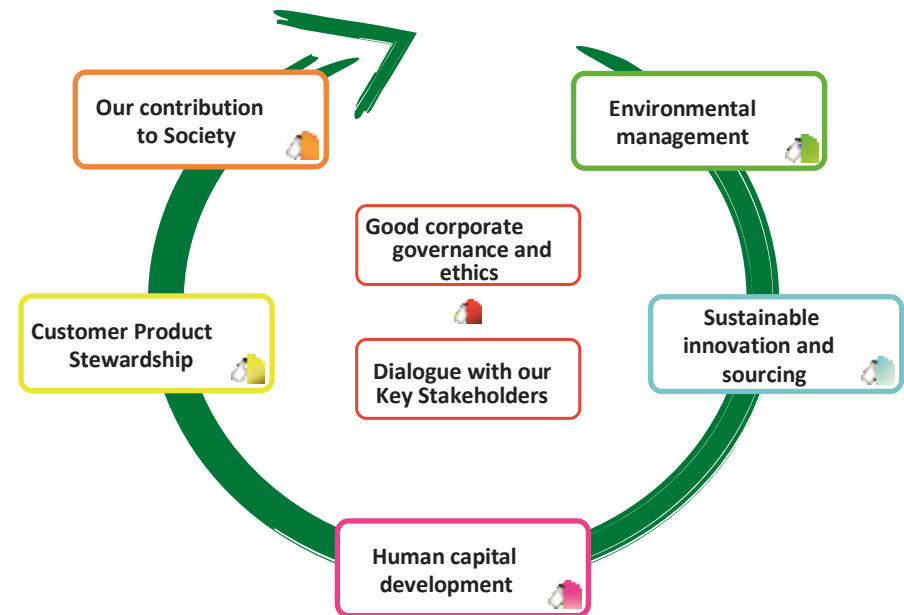 Our contribution
to Society
Environmental
management
Good corporate
governance and
ethics
Customer Product
Stewardship
Dialogue with our
Key Stakeholders
Sustainable
innovation and
sourcing
Human capital
development